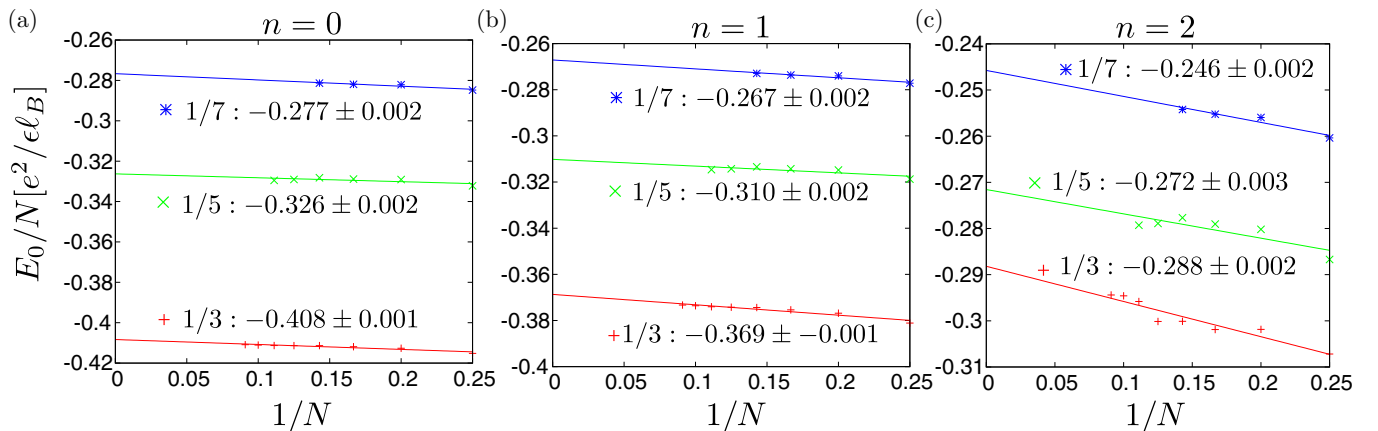 (a)
n = 0
E₀/N[e²/ϵℓ_B]
-0.26
-0.28
-0.3
-0.32
-0.34
-0.36
-0.38
-0.4
-0.42
1/7 : −0.277 ± 0.002
1/5 : −0.326 ± 0.002
1/3 : −0.408 ± 0.001
0 0.05 0.1 0.15 0.2 0.25
1/N
(b)
n = 1
-0.26
-0.28
-0.3
-0.32
-0.34
-0.36
-0.38
-0.4
1/7 : −0.267 ± 0.002
1/5 : −0.310 ± 0.002
1/3 : −0.369 ± −0.001
0 0.05 0.1 0.15 0.2 0.25
1/N
(c)
n = 2
-0.24
-0.25
-0.26
-0.27
-0.28
-0.29
-0.3
-0.31
1/7 : −0.246 ± 0.002
1/5 : −0.272 ± 0.003
1/3 : −0.288 ± 0.002
0 0.05 0.1 0.15 0.2 0.25
1/N